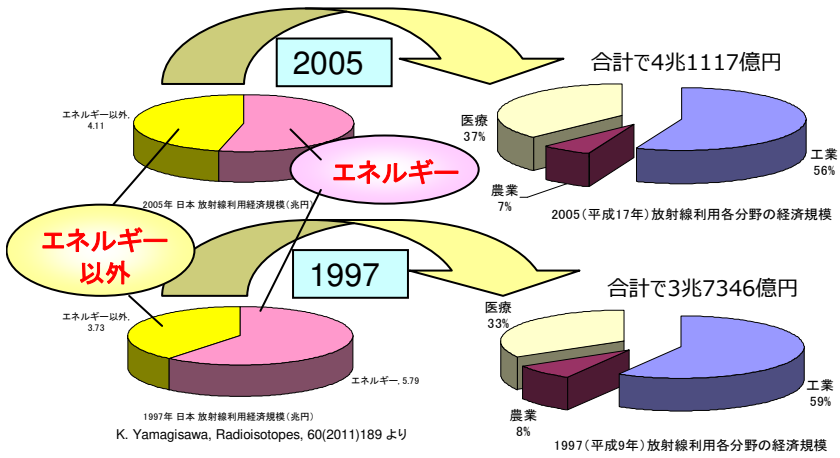 2005
合計で4兆1117億円
エネルギー以外,
4.11
医療
37%
工業
56%
農業
7%
エネルギー
2005年 日本 放射線利用経済規模(兆円)
2005(平成17年)放射線利用各分野の経済規模
エネルギー
以外
1997
合計で3兆7346億円
エネルギー以外,
3.73
医療
33%
エネルギー, 5.79
工業
59%
農業
8%
1997年 日本 放射線利用経済規模(兆円)
K. Yamagisawa, Radioisotopes, 60(2011)189 より
1997(平成9年)放射線利用各分野の経済規模